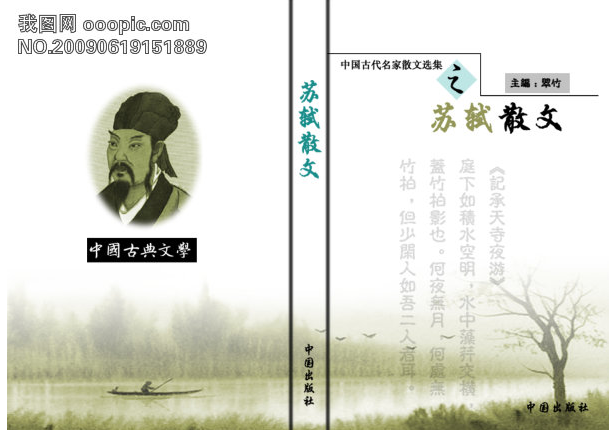 我图网 ooopic.com
NO.20090619151889
中國古典文學
苏轼散文
中国出版社
中国古代名家散文选集
之
主編：翠竹
苏轼散文
《記承天寺夜游》
庭下如積水空明，水中藻荇交橫，
蓋竹拍影也。何夜無月，何處無
竹拍，但少閑人如吾二人者耳。
中国出版社